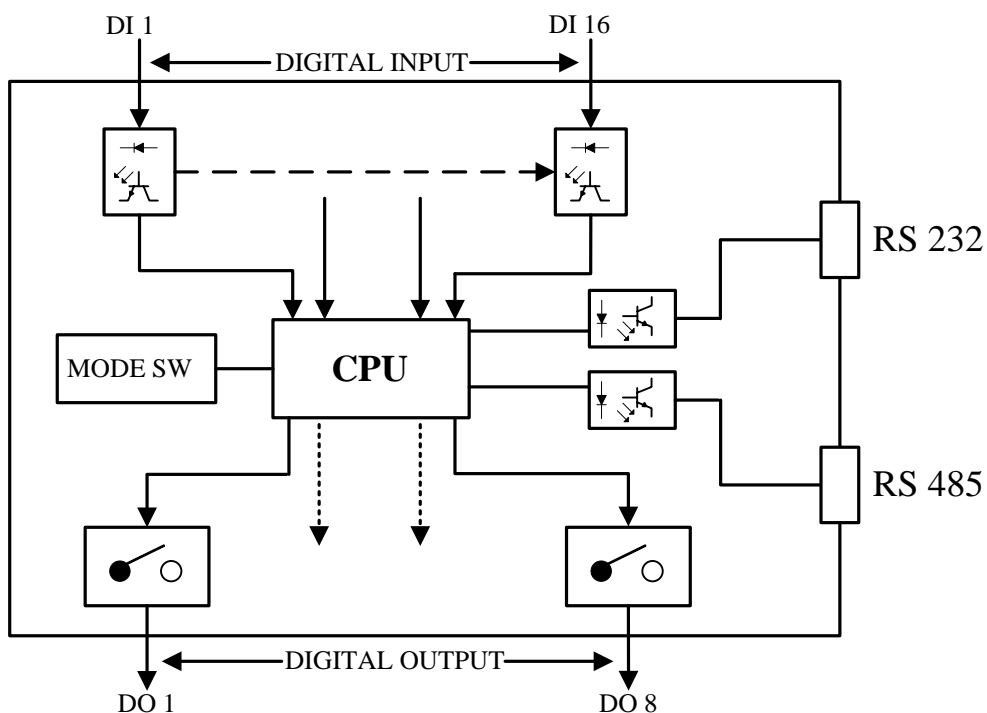 DI 1
DI 16
DIGITAL INPUT
RS 232
MODE SW
CPU
RS 485
DIGITAL OUTPUT
DO 1
DO 8